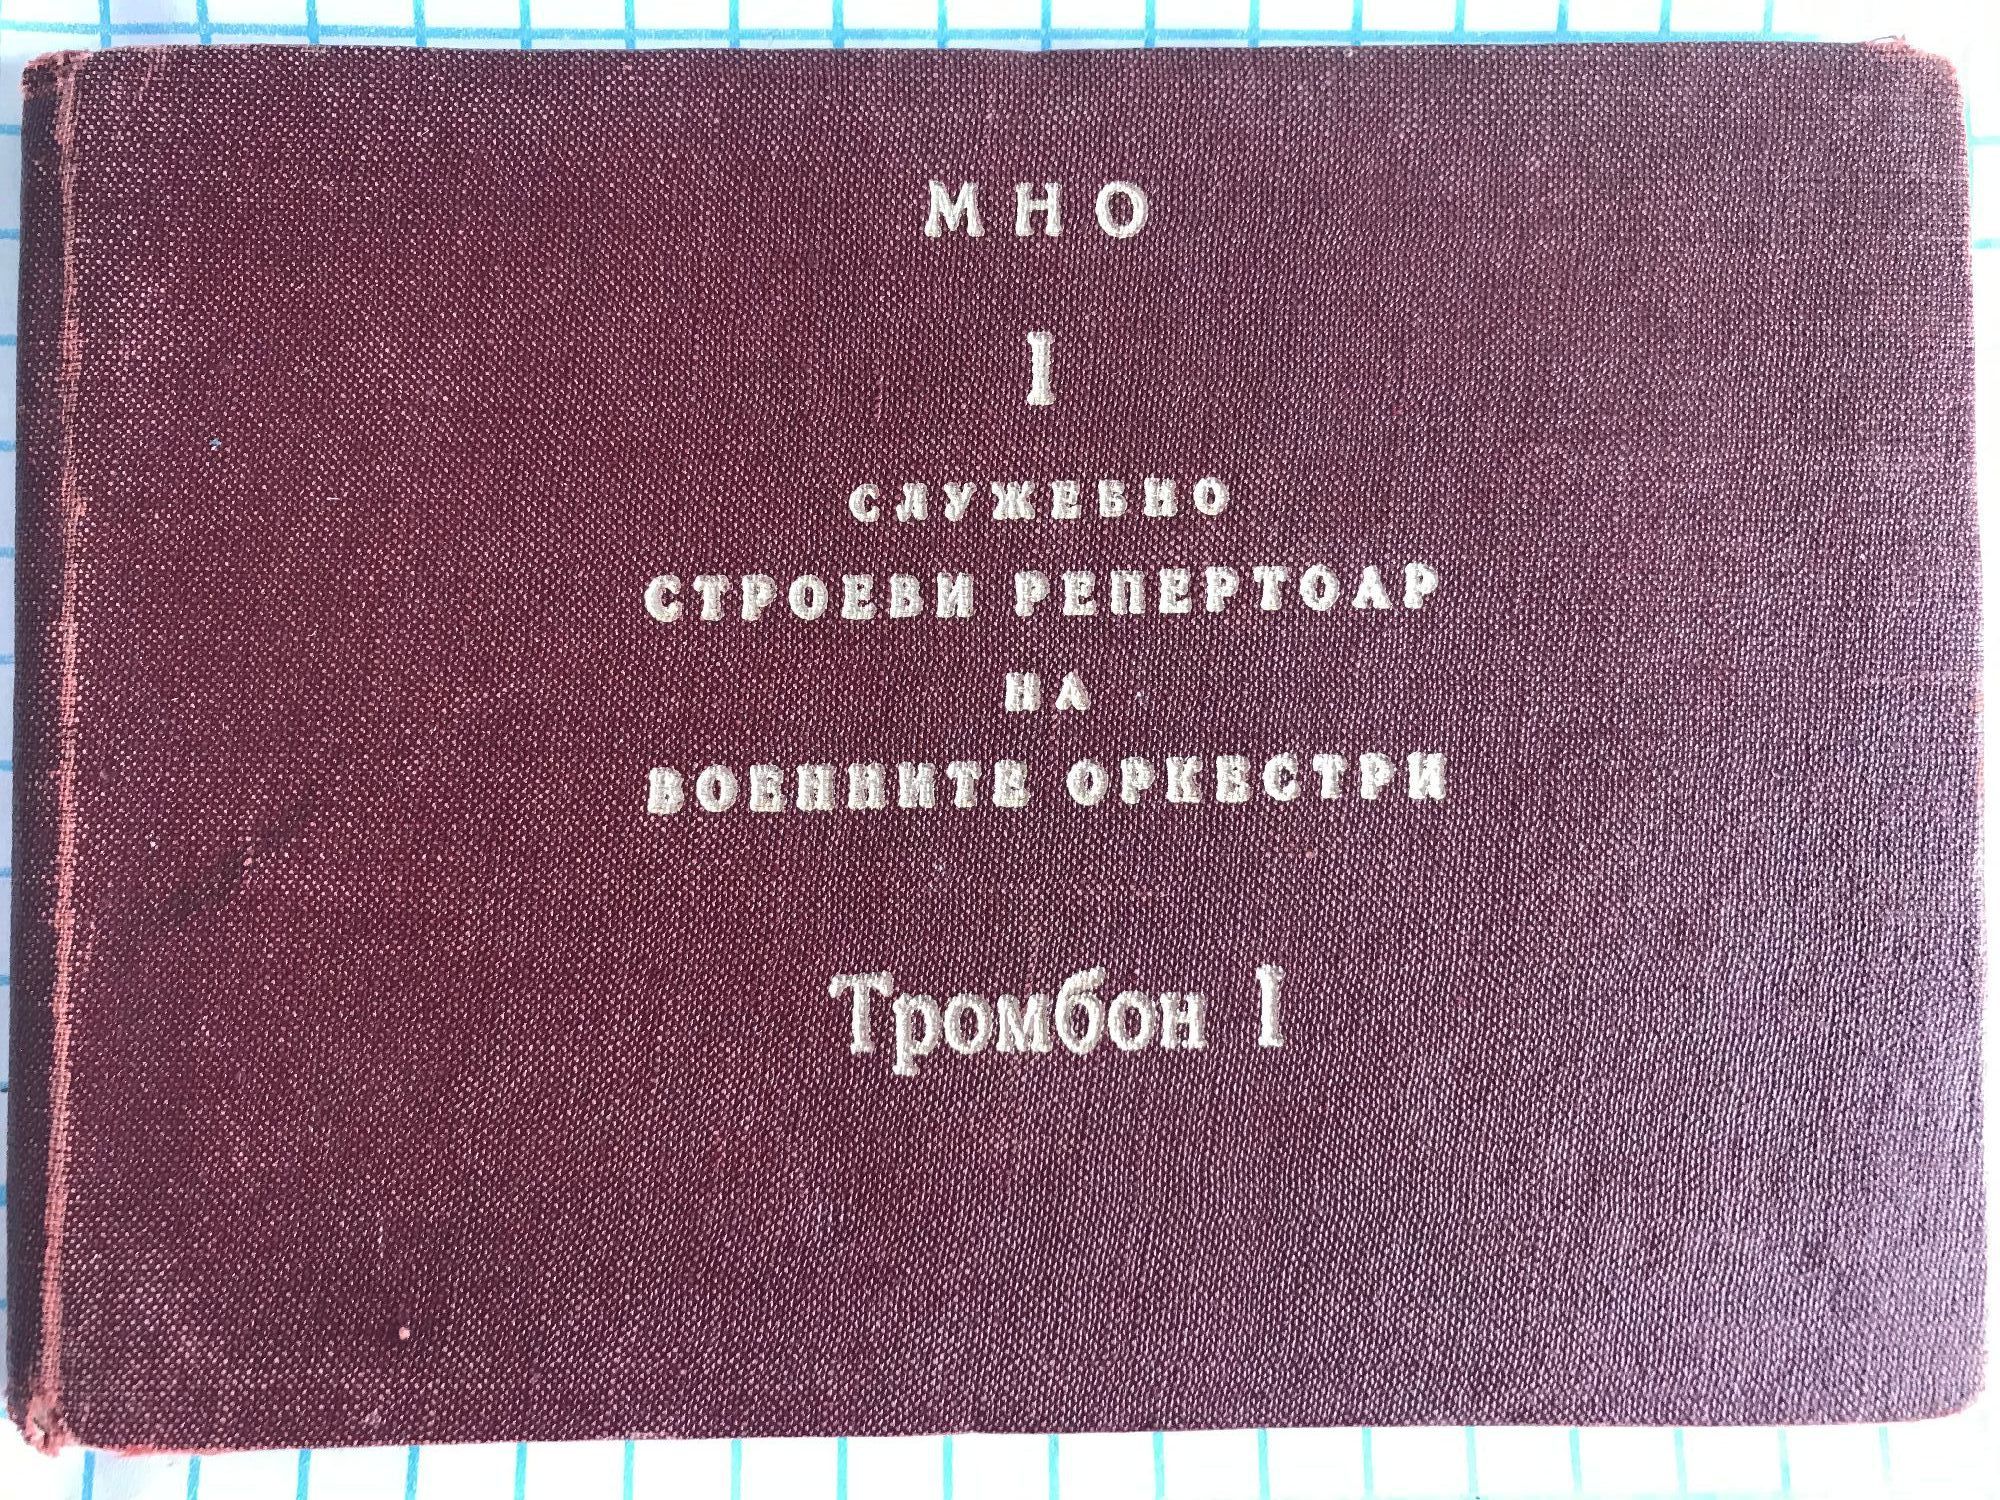 МНО
I
СЛУЖЕБНО
СТРОЕВИ РЕПЕРТОАР
НА
ВОЕННИТЕ ОРКЕСТРИ
Тромбон I